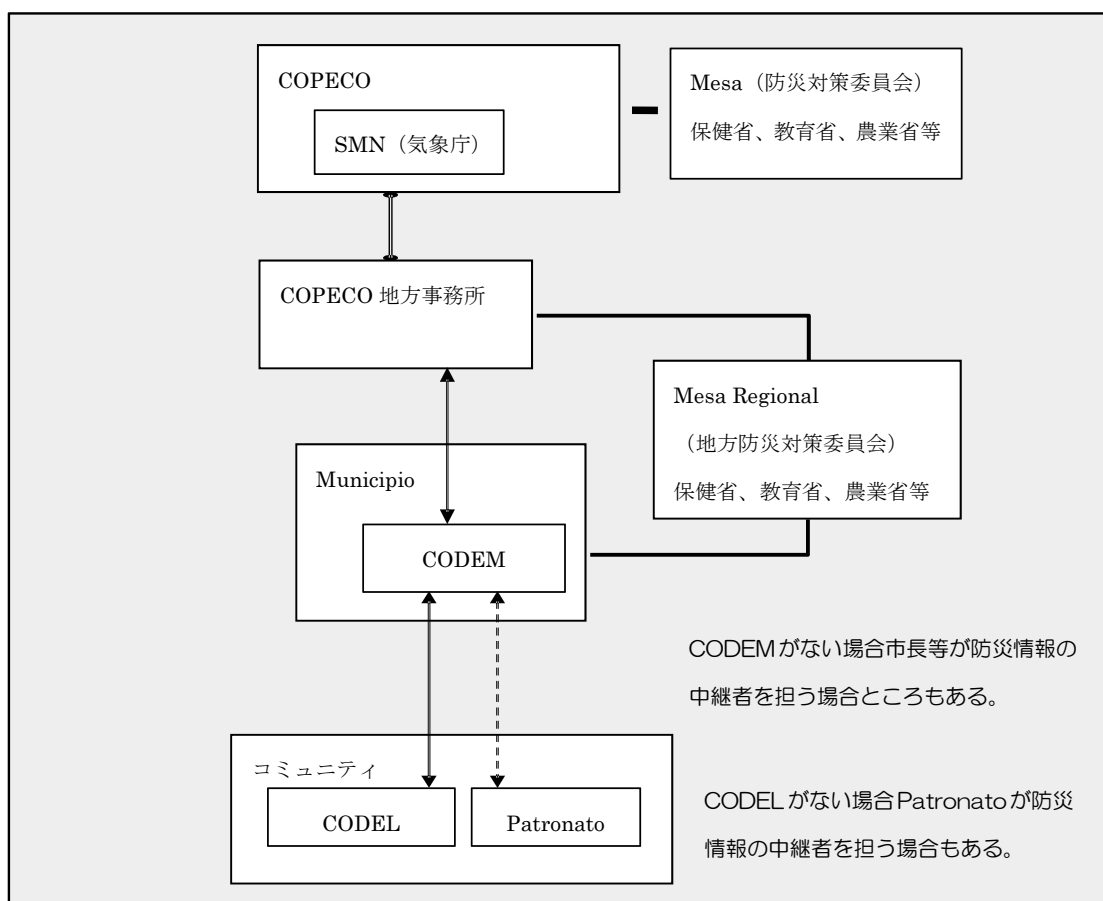 COPECO
SMN（気象庁）
Mesa（防災対策委員会）
保健省、教育省、農業省等
COPECO 地方事務所
Mesa Regional
（地方防災対策委員会）
保健省、教育省、農業省等
Municipio
CODEM
CODEMがない場合市長等が防災情報の
中継者を担う場合ところもある。
コミュニティ
CODEL
Patronato
CODELがない場合Patronatoが防災
情報の中継者を担う場合もある。